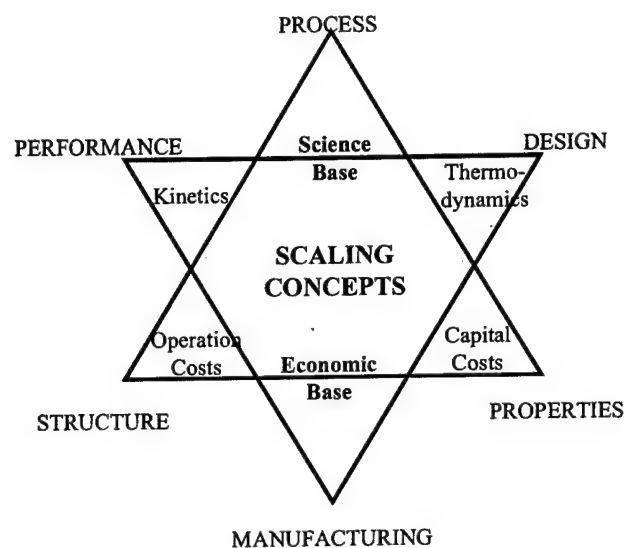 PROCESS
PERFORMANCE
Science
Base
DESIGN
Kinetics
Thermo-
dynamics
SCALING
CONCEPTS
Operation
Costs
Economic
Base
Capital
Costs
STRUCTURE
PROPERTIES
MANUFACTURING